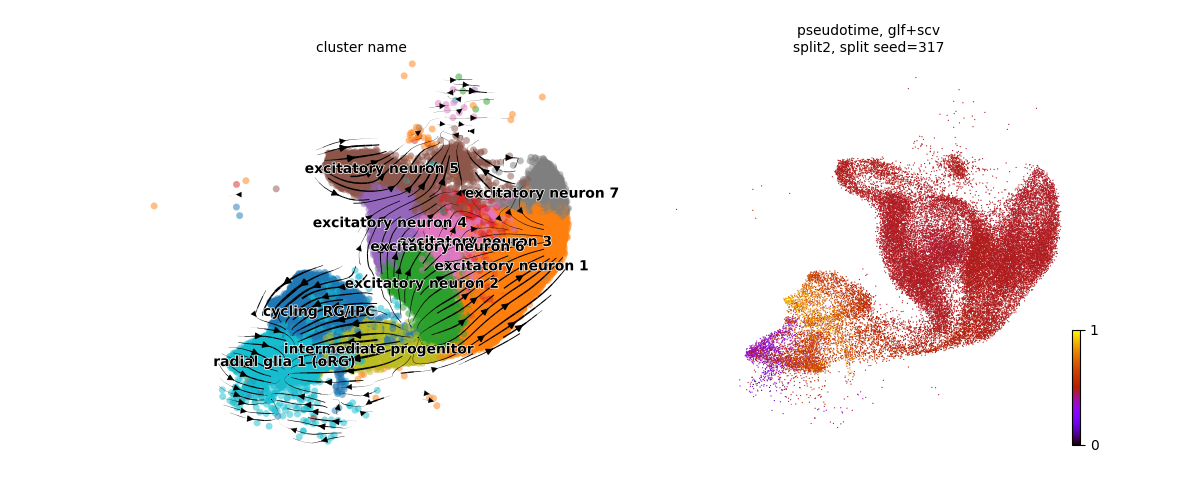 cluster name
excitatory neuron 5
excitatory neuron 7
excitatory neuron 4
excitatory neuron 3
excitatory neuron 6
excitatory neuron 1
excitatory neuron 2
cycling RG/IPC
intermediate progenitor
radial glia 1 (oRG)
pseudotime, glf+scv
split2, split seed=317
1
0